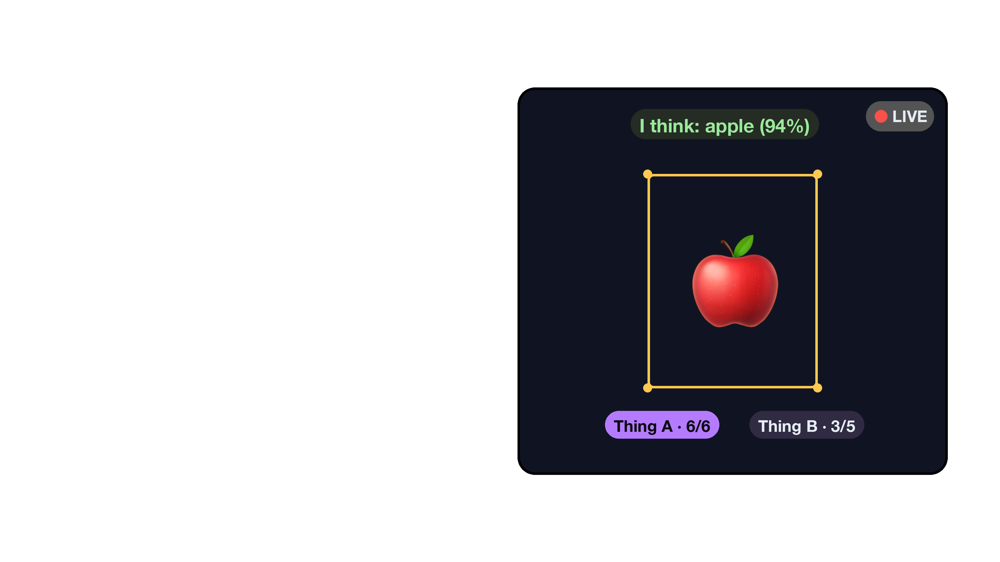 LIVE
I think: apple (94%)
Thing A · 6/6
Thing B · 3/5